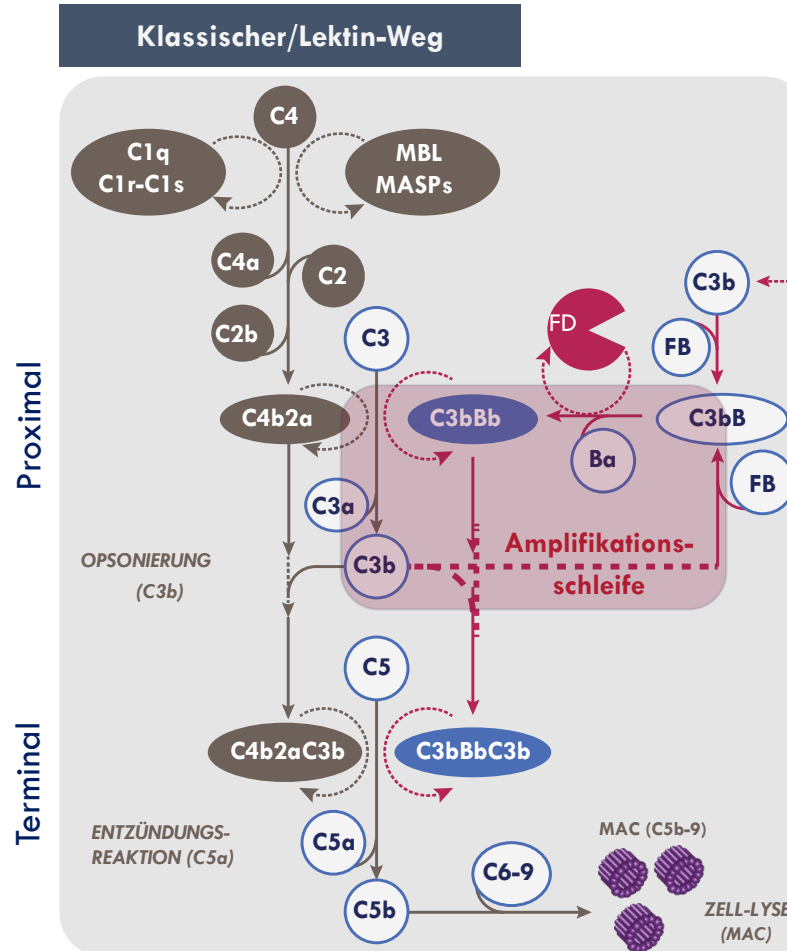 Klassischer/Lektin-Weg
C4
C1q
C1r-C1s
MBL
MASPs
C4a
C2
C3b
C2b
C3
FD
FB
Proximal
C4b2a
C3bBb
C3bB
Ba
FB
C3a
Amplifikations-
schleife
C3b
OPSONIERUNG
(C3b)
C5
Terminal
C4b2aC3b
C3bBbC3b
ENTZÜNDUNGS-
REAKTION (C5a)
C5a
MAC (C5b-9)
C6-9
C5b
ZELL-LYSE
(MAC)